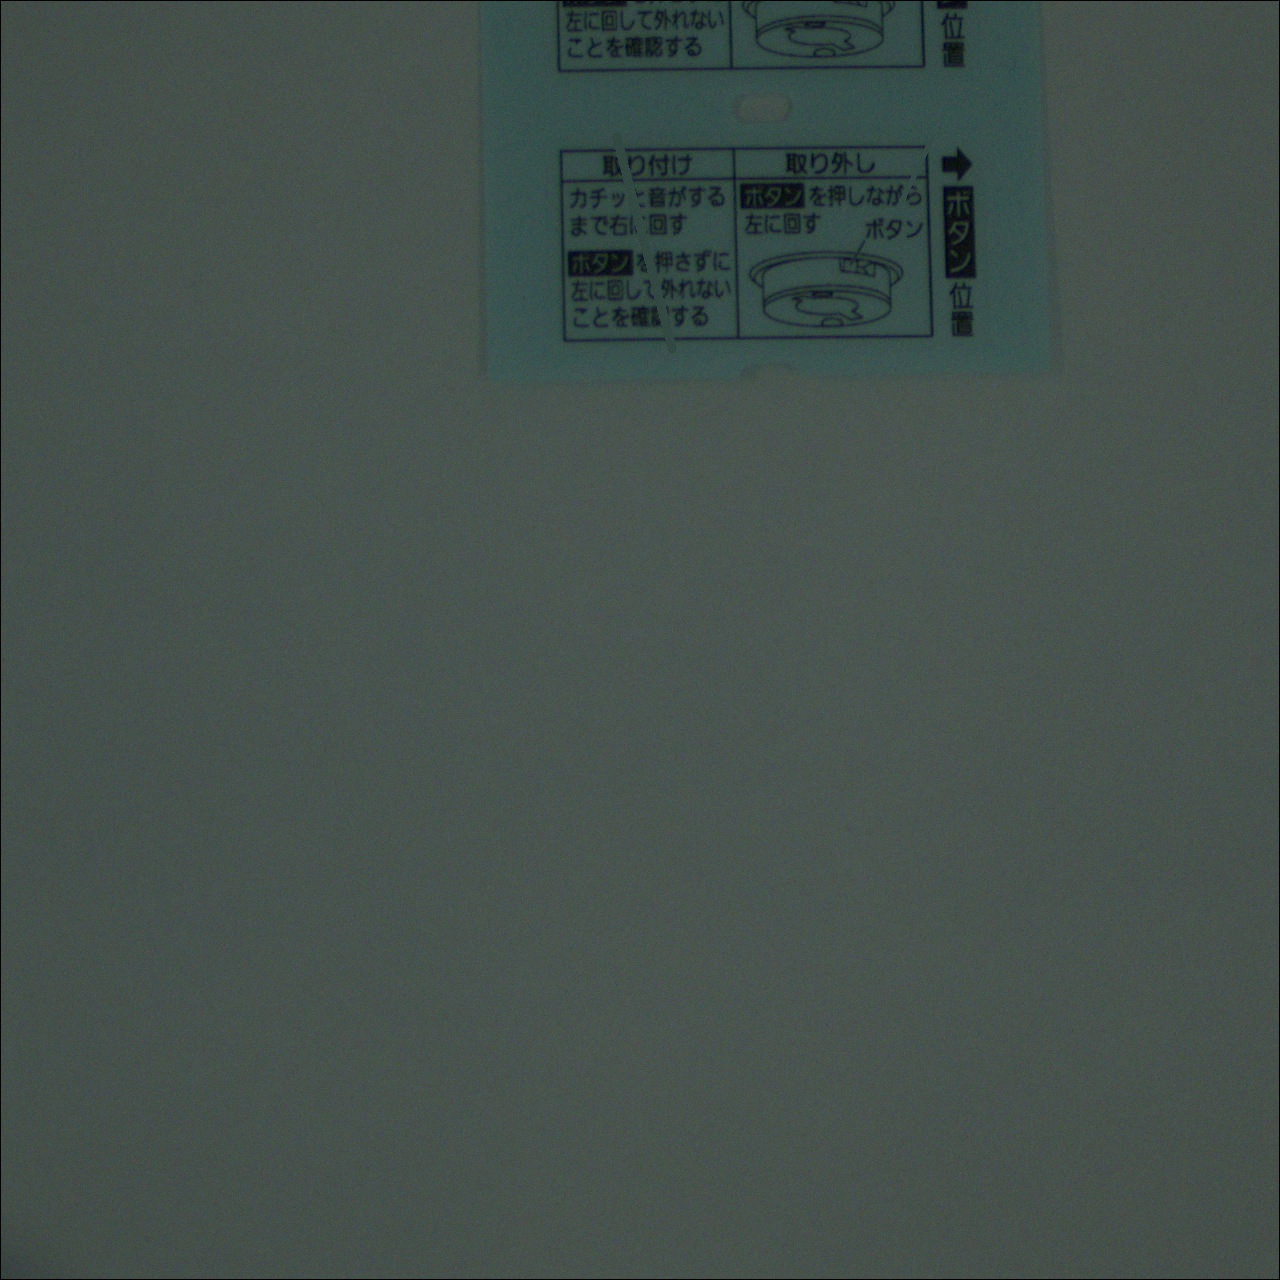 左に回して外れない
ことを確認する
位置
取り付け
カチッと音がする
まで右に回す
ボタンを押さずに
左に回して外れない
ことを確認する
取り外し
ボタンを押しながら
左に回す
ボタン
➡ボタン位置